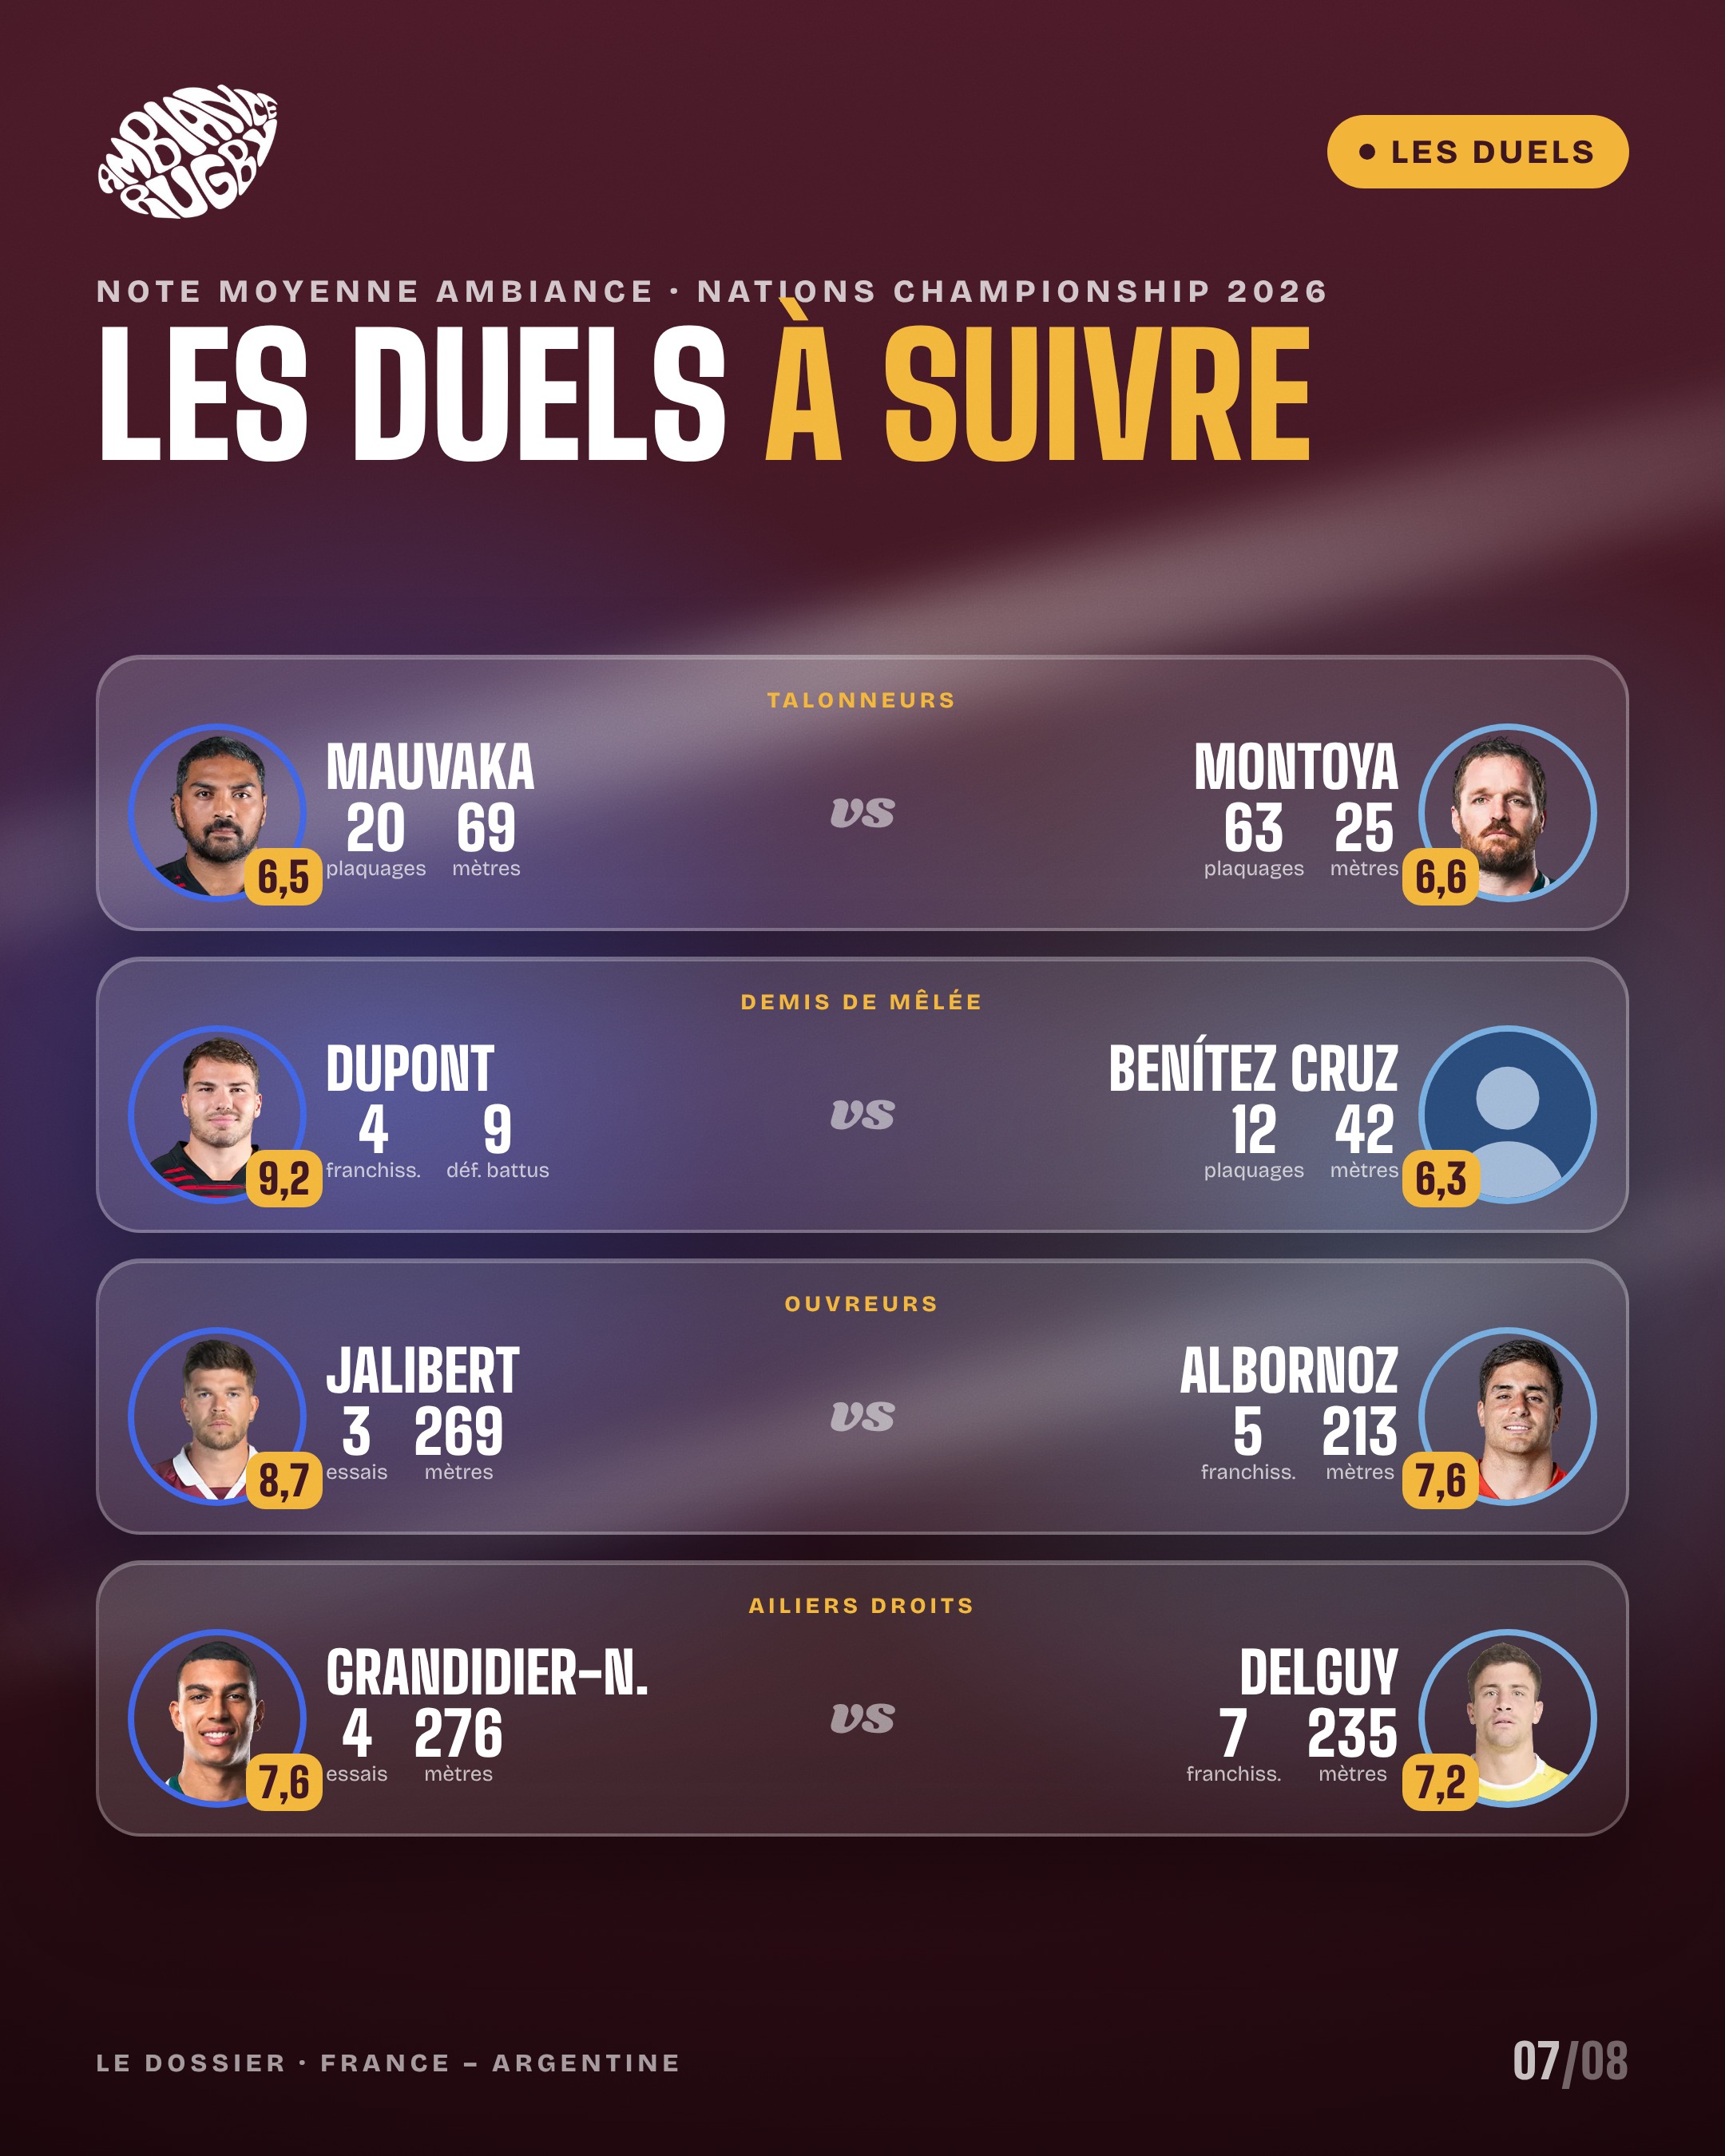 AMBIANCE
RUGBY
• LES DUELS
NOTE MOYENNE AMBIANCE · NATIONS CHAMPIONSHIP 2026
LES DUELS À SUIVRE
TALONNEURS
MAUVAKA
20 69
plaquages mètres
6,5
vs
MONTOYA
63 25
plaquages mètres
6,6
DEMIS DE MÊLÉE
DUPONT
4 9
franchiss. déf. battus
9,2
vs
BENÍTEZ CRUZ
12 42
plaquages mètres
6,3
OUVREURS
JALIBERT
3 269
essais mètres
8,7
vs
ALBORNOZ
5 213
franchiss. mètres
7,6
AILIERS DROITS
GRANDIDIER-N.
4 276
essais mètres
7,6
vs
DELGUY
7 235
franchiss. mètres
7,2
LE DOSSIER · FRANCE – ARGENTINE
07/08